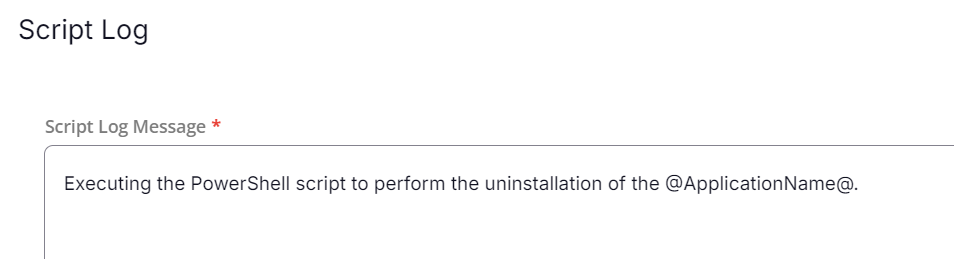 Script Log
Script Log Message *
Executing the PowerShell script to perform the uninstallation of the @ApplicationName@.